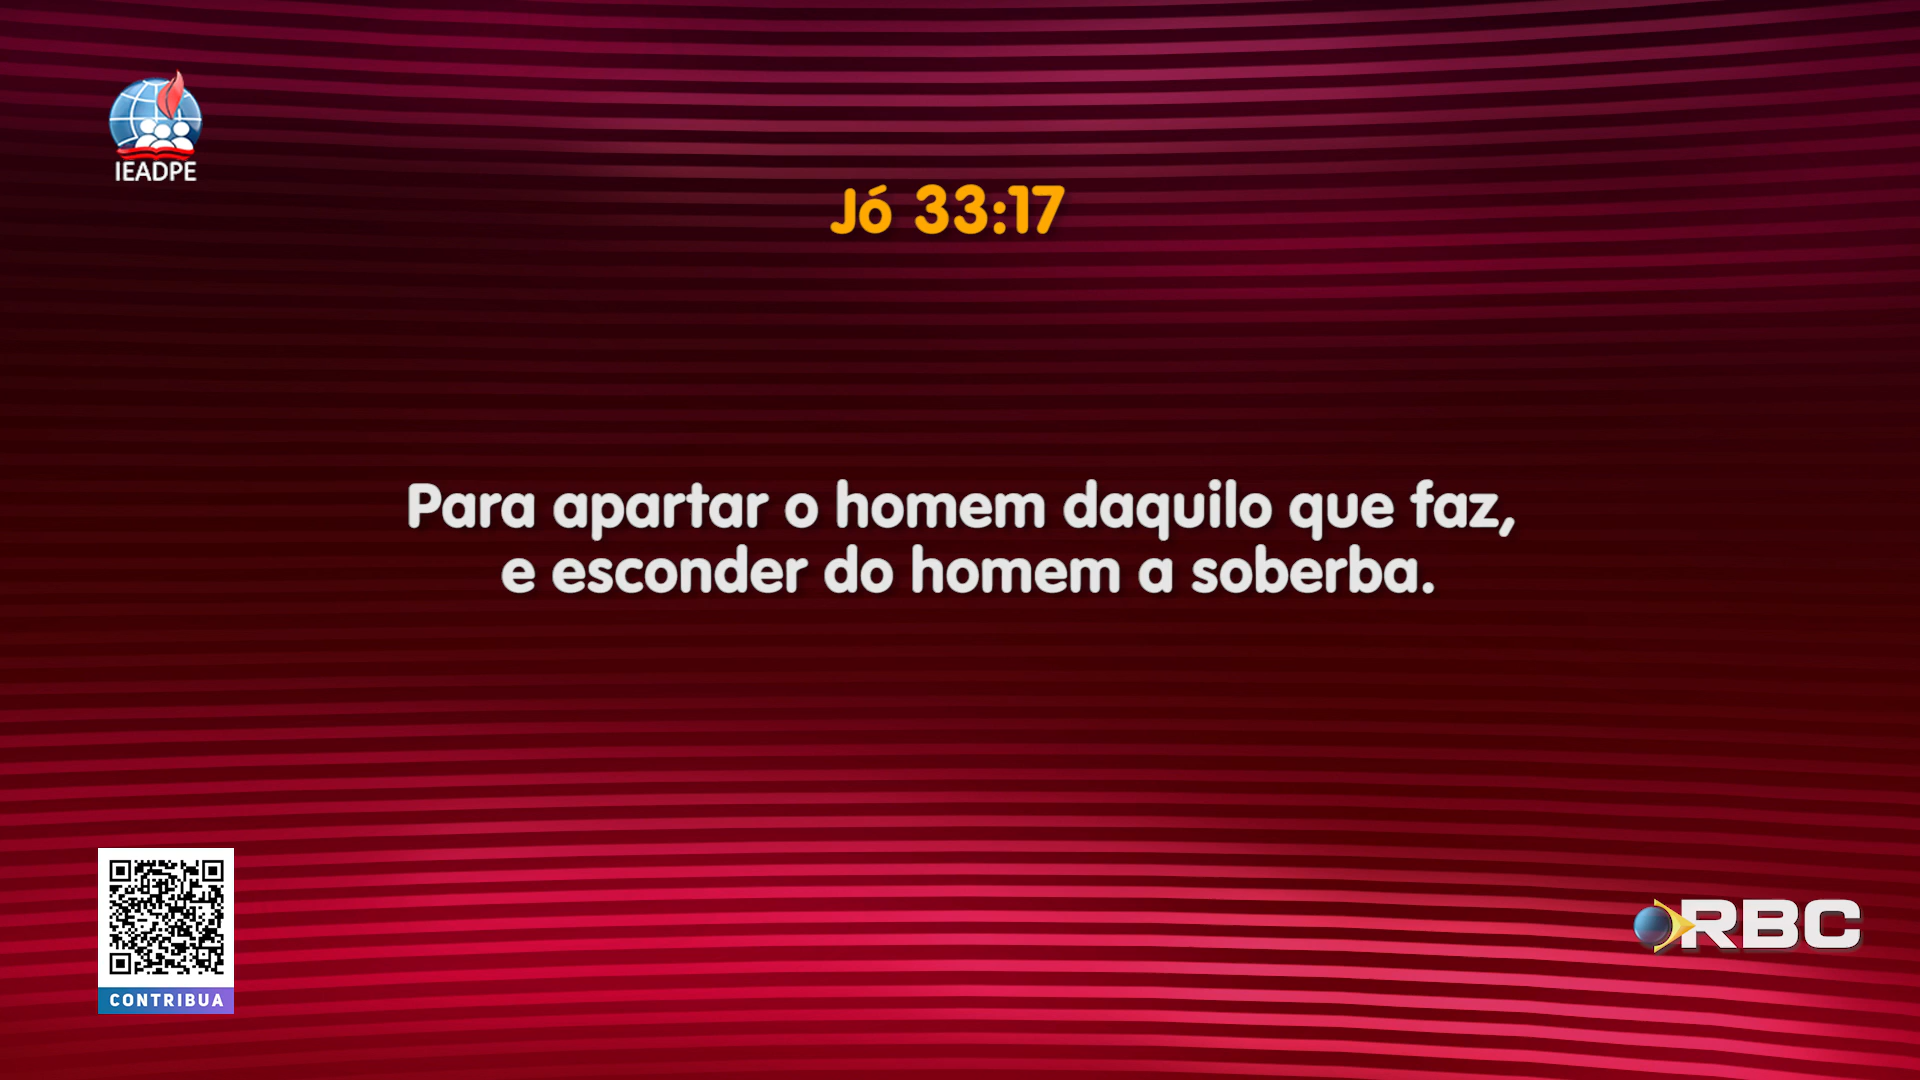 IEADPE
Jó 33:17
Para apartar o homem daquilo que faz,
e esconder do homem a soberba.
CONTRIBUA
RBC